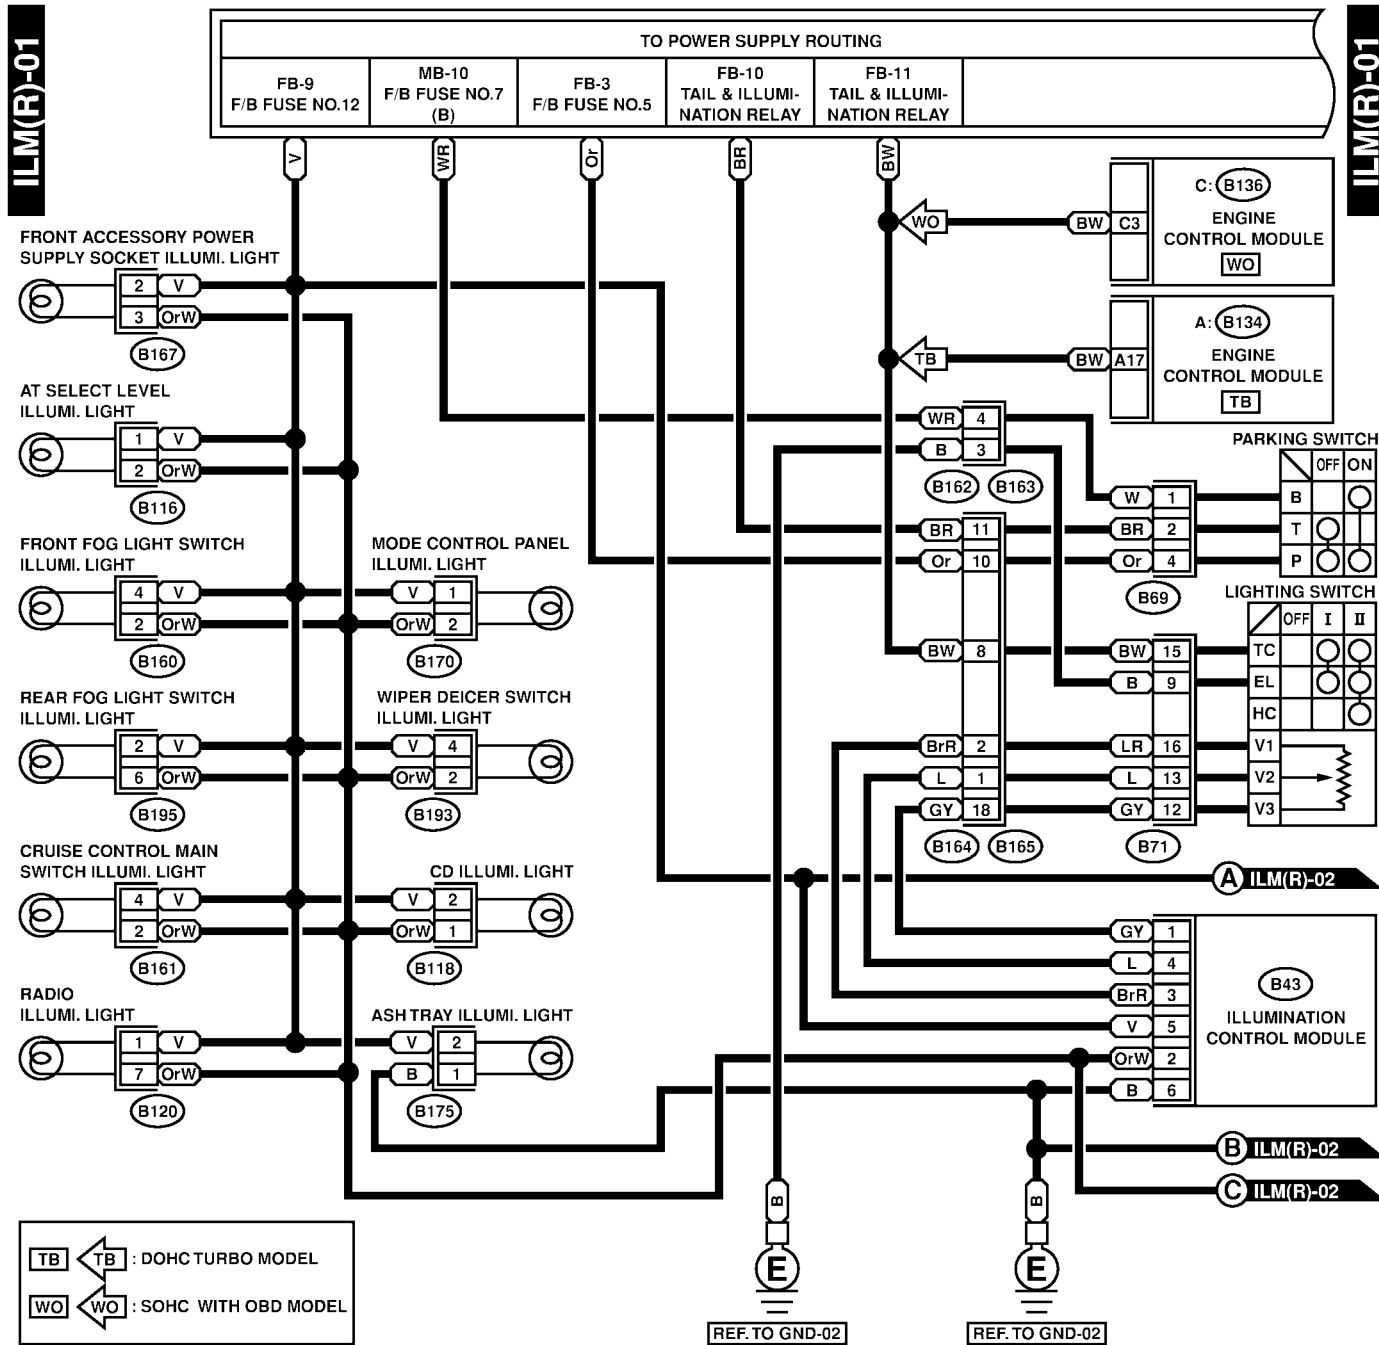 ILM(R)-01
ILM(R)-01
TO POWER SUPPLY ROUTING
FB-9
F/B FUSE NO.12
MB-10
F/B FUSE NO.7
(B)
FB-3
F/B FUSE NO.5
FB-10
TAIL & ILLUMI-
NATION RELAY
FB-11
TAIL & ILLUMI-
NATION RELAY
V
WR
Or
BR
BW
FRONT ACCESSORY POWER
SUPPLY SOCKET ILLUMI. LIGHT
2 V
3 OrW
B167
AT SELECT LEVEL
ILLUMI. LIGHT
1 V
2 OrW
B116
FRONT FOG LIGHT SWITCH
ILLUMI. LIGHT
4 V
2 OrW
B160
MODE CONTROL PANEL
ILLUMI. LIGHT
V 1
OrW 2
B170
REAR FOG LIGHT SWITCH
ILLUMI. LIGHT
2 V
6 OrW
B195
WIPER DEICER SWITCH
ILLUMI. LIGHT
V 4
OrW 2
B193
CRUISE CONTROL MAIN
SWITCH ILLUMI. LIGHT
4 V
2 OrW
B161
CD ILLUMI. LIGHT
V 2
OrW 1
B118
RADIO
ILLUMI. LIGHT
1 V
7 OrW
B120
ASH TRAY ILLUMI. LIGHT
V 2
B 1
B175
WO
BW C3
C: B136
ENGINE
CONTROL MODULE
WO
TB
BW A17
A: B134
ENGINE
CONTROL MODULE
TB
WR 4
B 3
B162 B163
PARKING SWITCH
OFF ON
W 1 B
BR 11 BR 2 T
Or 10 Or 4 P
B69
LIGHTING SWITCH
OFF I II
BW 8 BW 15 TC
B 9 EL
HC
BrR 2 LR 16 V1
L 1 L 13 V2
GY 18 GY 12 V3
B164 B165 B71
A ILM(R)-02
GY 1
L 4
BrR 3
V 5
OrW 2
B 6
B43
ILLUMINATION
CONTROL MODULE
B ILM(R)-02
C ILM(R)-02
B
E
REF. TO GND-02
B
E
REF. TO GND-02
TB TB : DOHC TURBO MODEL
WO WO : SOHC WITH OBD MODEL